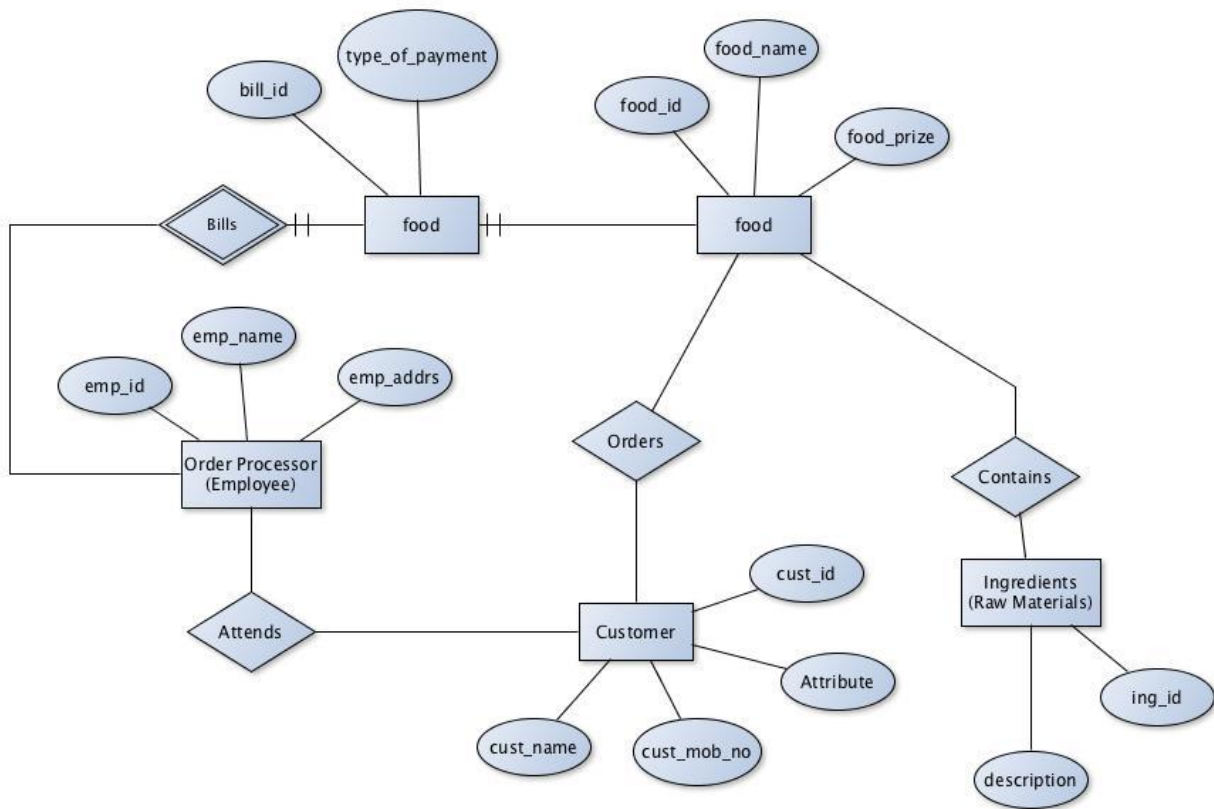 type_of_payment
food_name
bill_id
food_id
food_prize
Bills
food
food
emp_name
emp_id
emp_addrs
Order Processor
(Employee)
Orders
Contains
cust_id
Ingredients
(Raw Materials)
Attends
Customer
Attribute
ing_id
cust_name
cust_mob_no
description